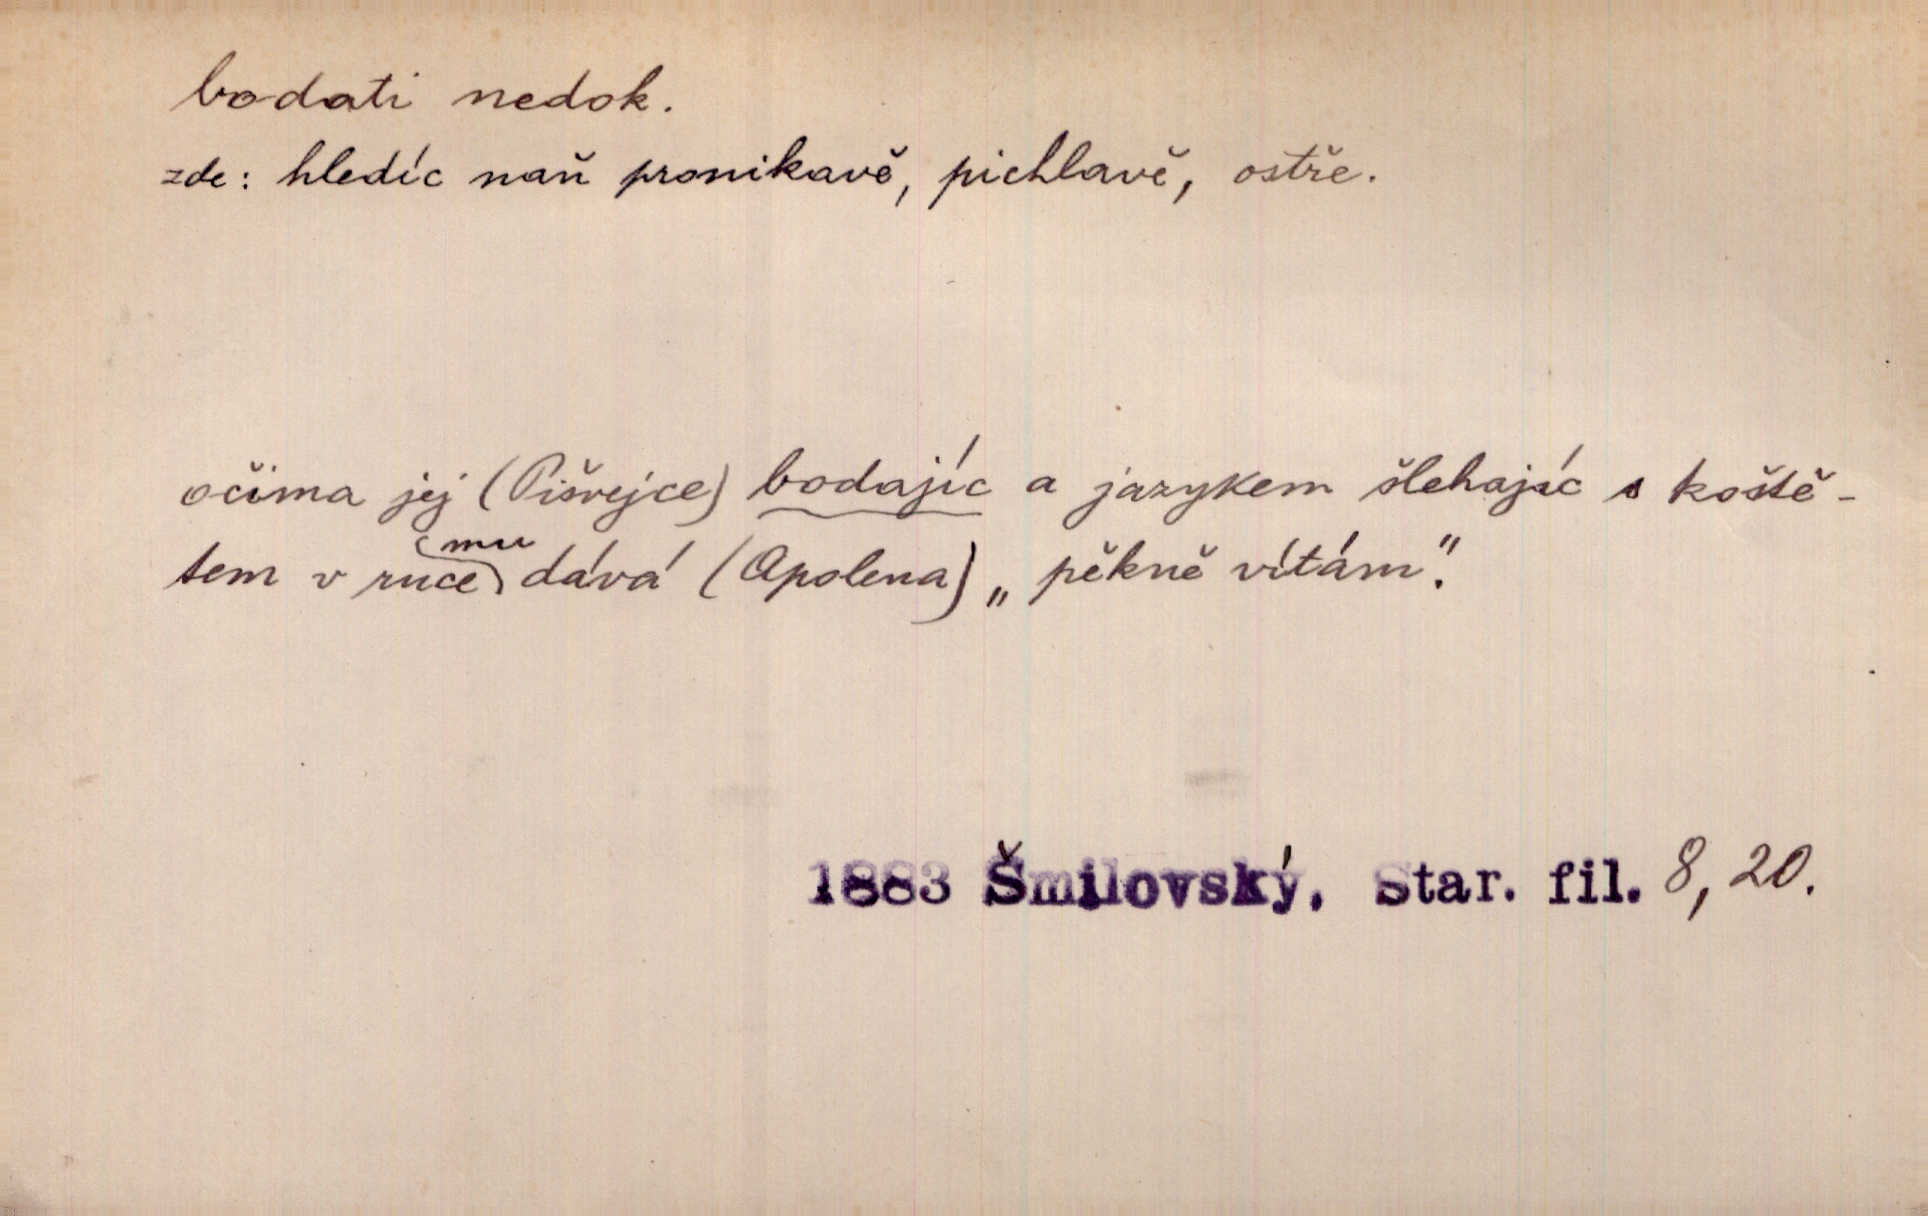 bodati nedok.
zde: hledíc naň pronikavě, pichlavě, ostře.
očima jej (Pišvejce) bodajíc a jazykem šlehajíc s koště-
tem v ruce mu dává (Apolena) „pěkně vítám“.
1883 Šmilovský, Star. fil. 8, 20.